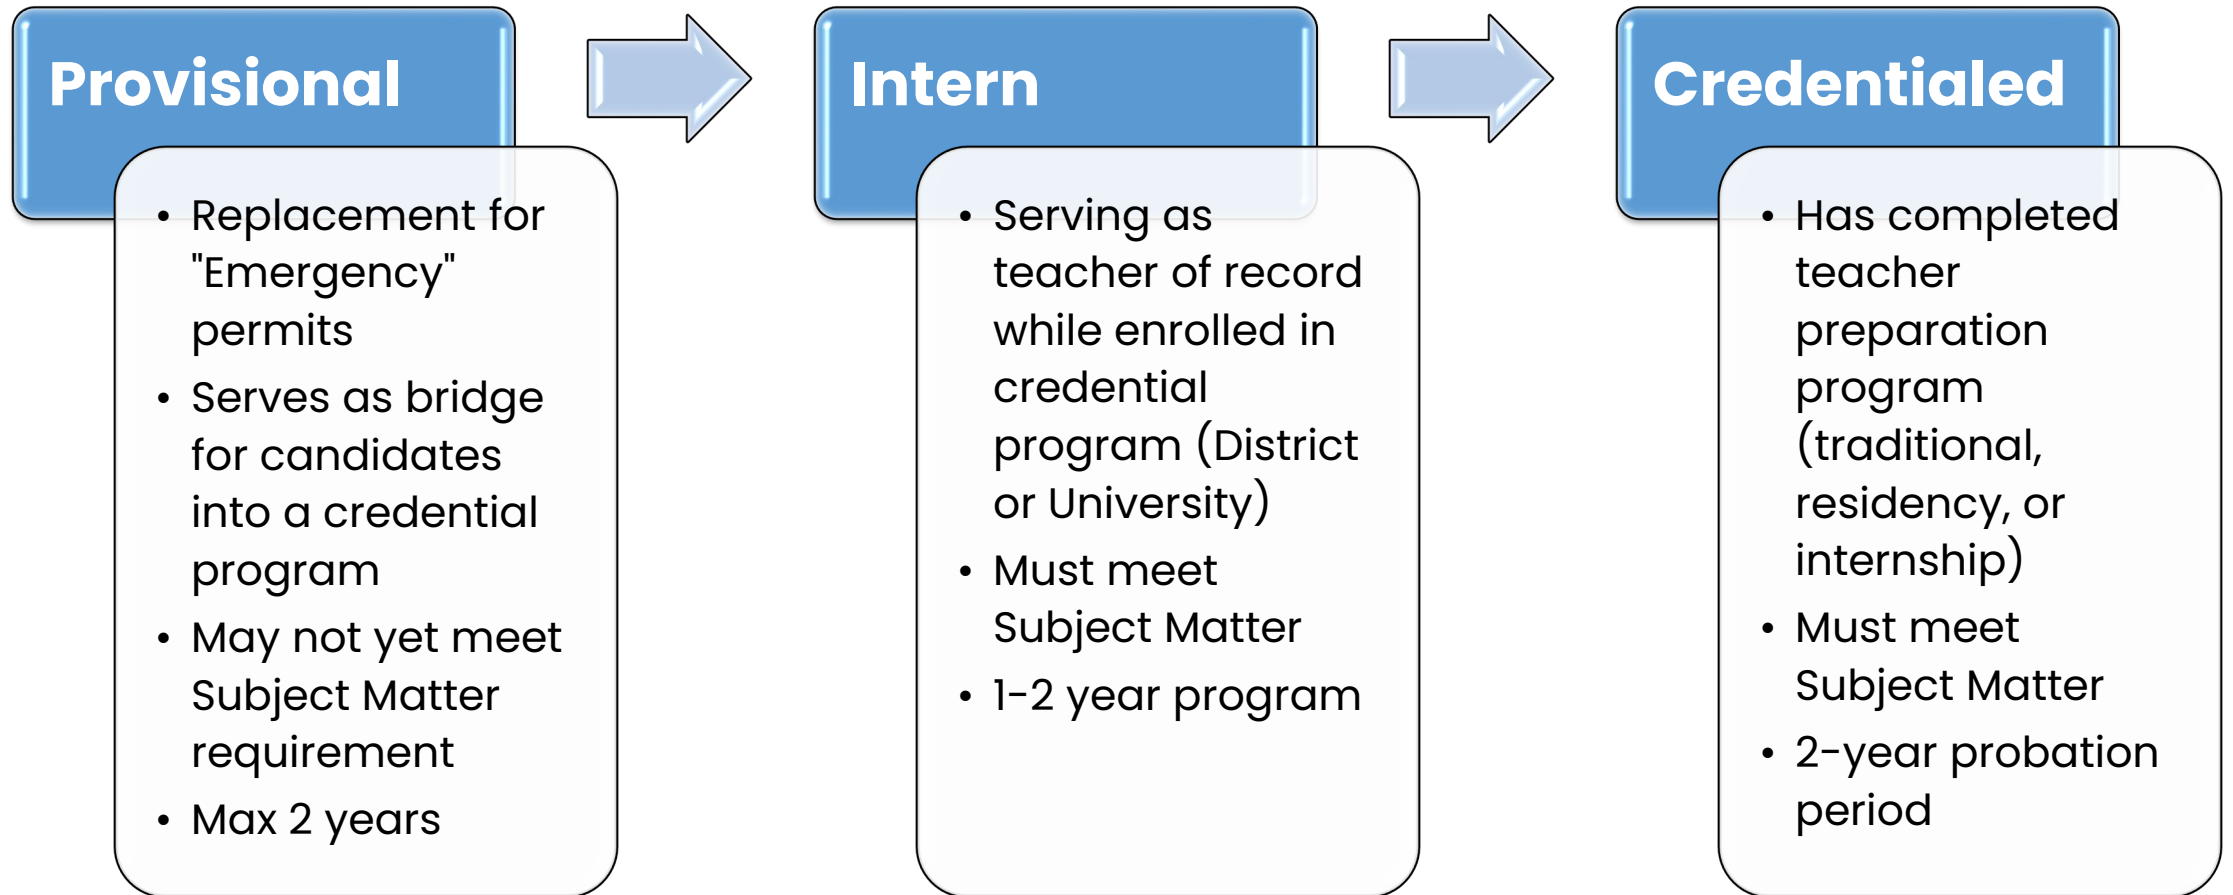 Provisional
• Replacement for
"Emergency"
permits
• Serves as bridge
for candidates
into a credential
program
• May not yet meet
Subject Matter
requirement
• Max 2 years
Intern
• Serving as
teacher of record
while enrolled in
credential
program (District
or University)
• Must meet
Subject Matter
• 1-2 year program
Credentialed
• Has completed
teacher
preparation
program
(traditional,
residency, or
internship)
• Must meet
Subject Matter
• 2-year probation
period